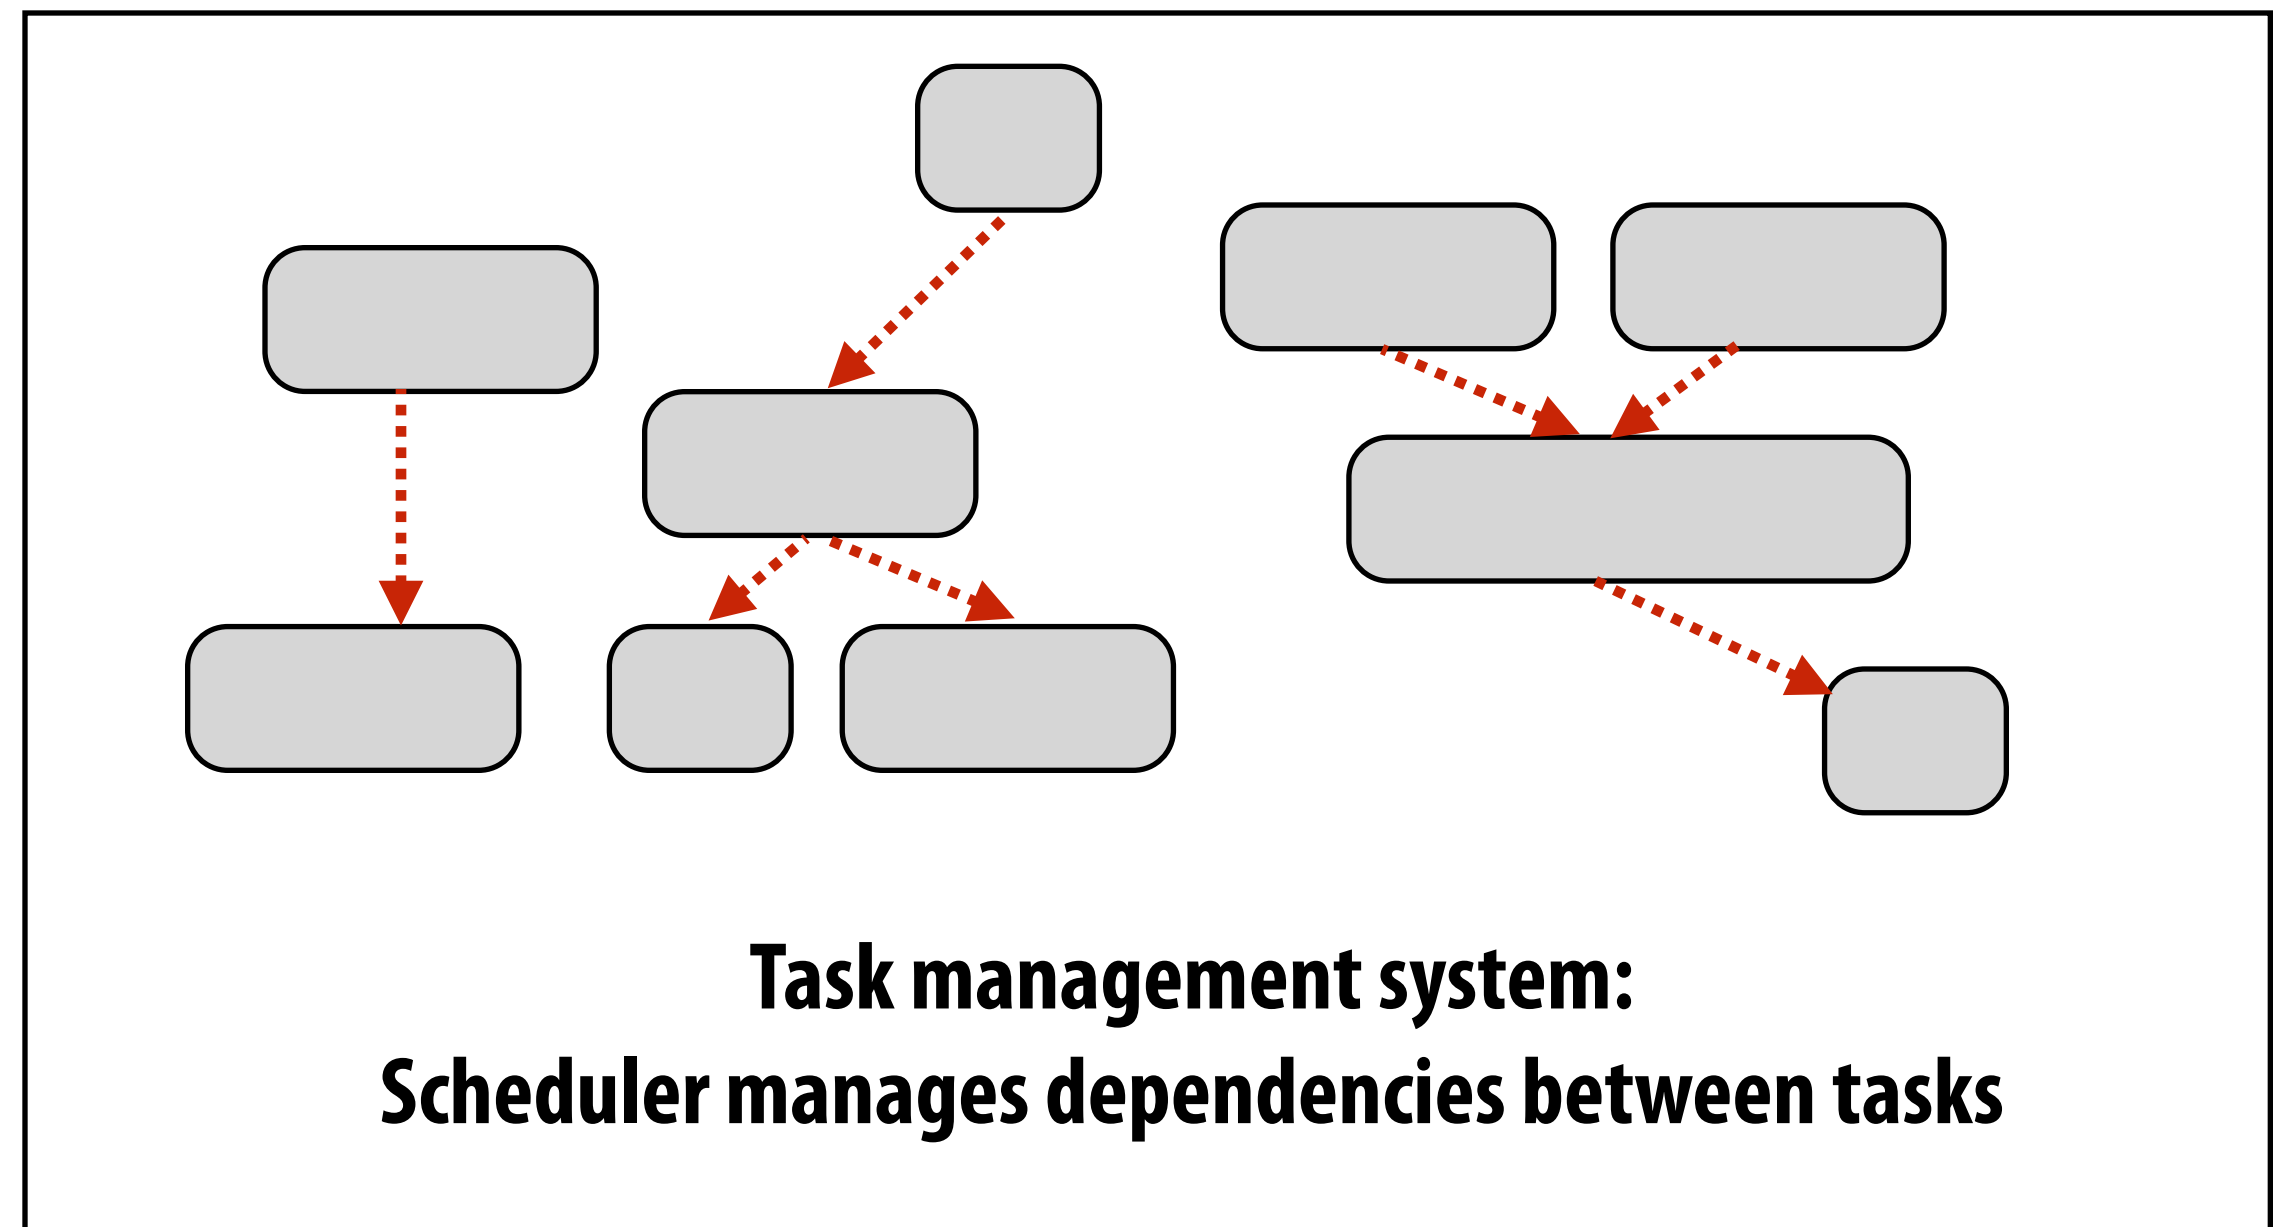 Task management system:
Scheduler manages dependencies between tasks